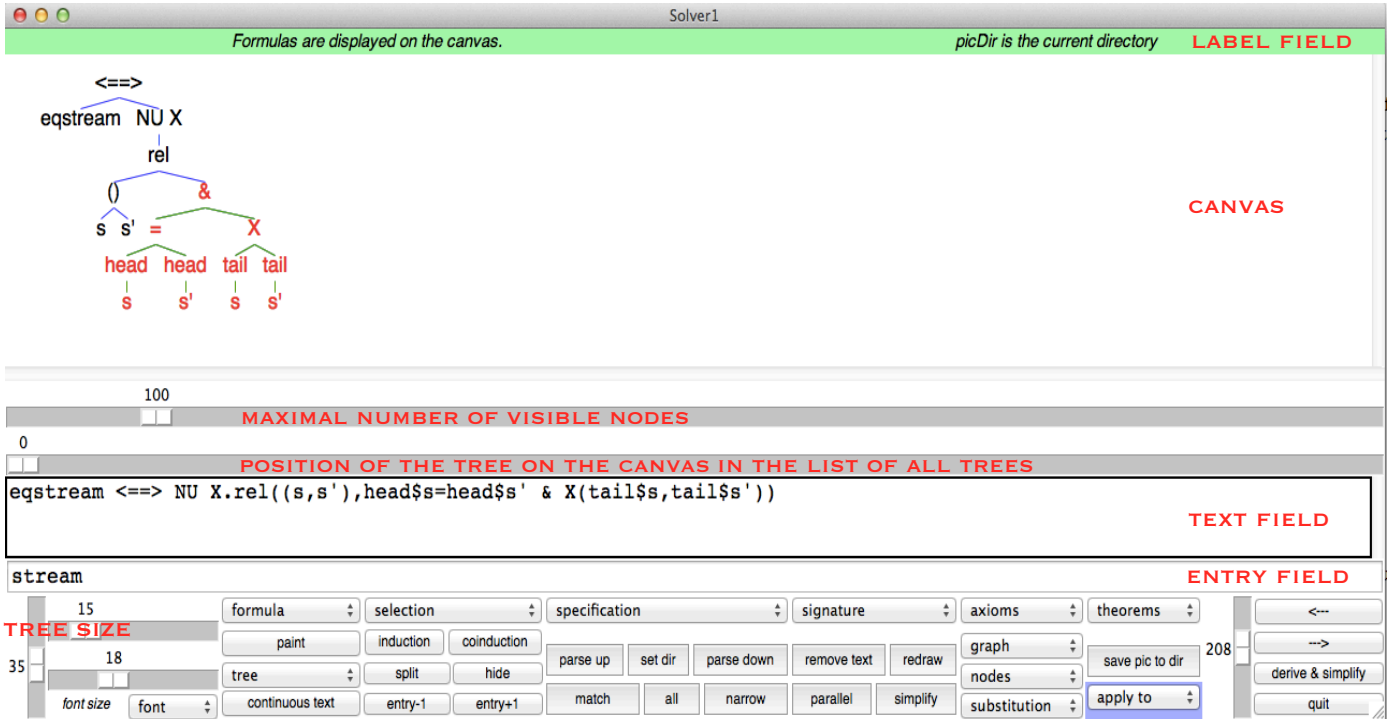 Solver1
Formulas are displayed on the canvas. picDir is the current directory LABEL FIELD
<==>
eqstream NU X
rel
() &
s s' = X
CANVAS
head head tail tail
s s' s s'
100
MAXIMAL NUMBER OF VISIBLE NODES
0
POSITION OF THE TREE ON THE CANVAS IN THE LIST OF ALL TREES
eqstream <==> NU X.rel((s,s'),head$s=head$s' & X(tail$s,tail$s'))
TEXT FIELD
stream ENTRY FIELD
15 formula selection specification signature axioms theorems <---
TREE SIZE
paint induction coinduction graph --->
parse up set dir parse down remove text redraw save pic to dir 208
35 18 tree split hide nodes derive & simplify
font size font continuous text entry-1 entry+1 match all narrow parallel simplify substitution apply to quit